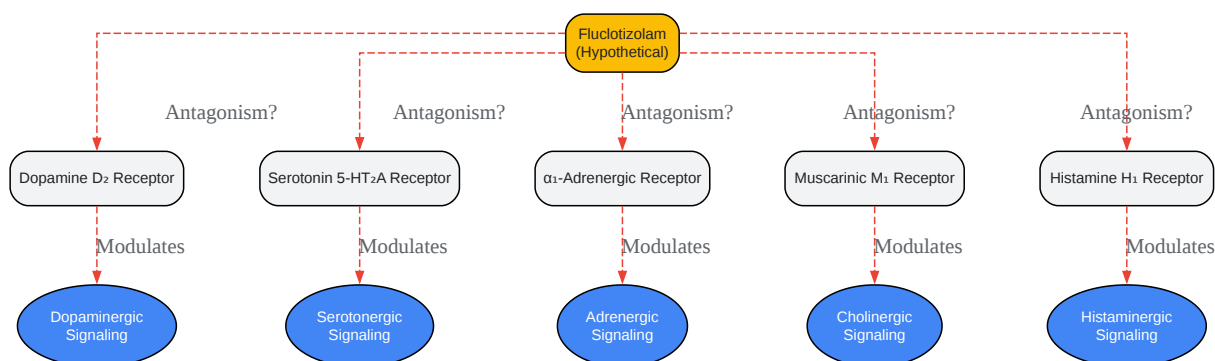 Fluclotizolam
(Hypothetical)
Antagonism?
Antagonism?
Antagonism?
Antagonism?
Antagonism?
Dopamine D₂ Receptor
Serotonin 5-HT₂A Receptor
α₁-Adrenergic Receptor
Muscarinic M₁ Receptor
Histamine H₁ Receptor
Modulates
Modulates
Modulates
Modulates
Modulates
Dopaminergic
Signaling
Serotonergic
Signaling
Adrenergic
Signaling
Cholinergic
Signaling
Histaminergic
Signaling